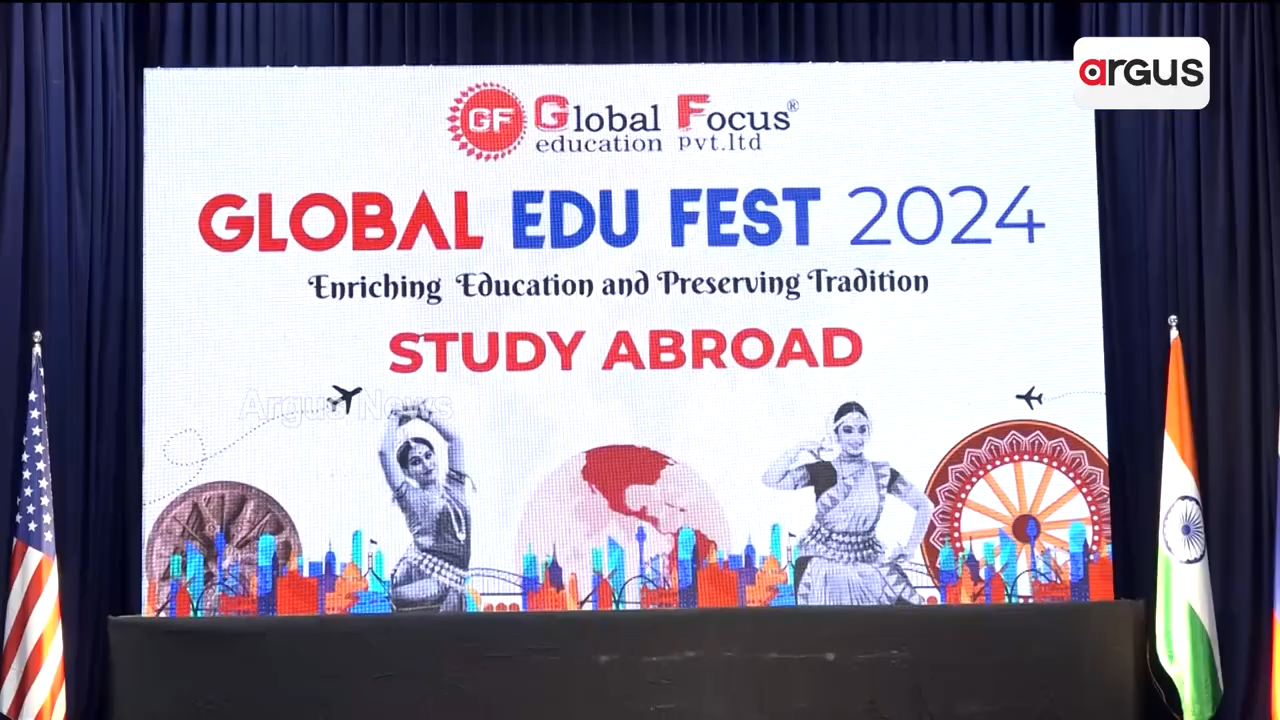 argus
GF
Global Focus®
education pvt.ltd
GLOBAL EDU FEST 2024
Enriching Education and Preserving Tradition
STUDY ABROAD
Argus News